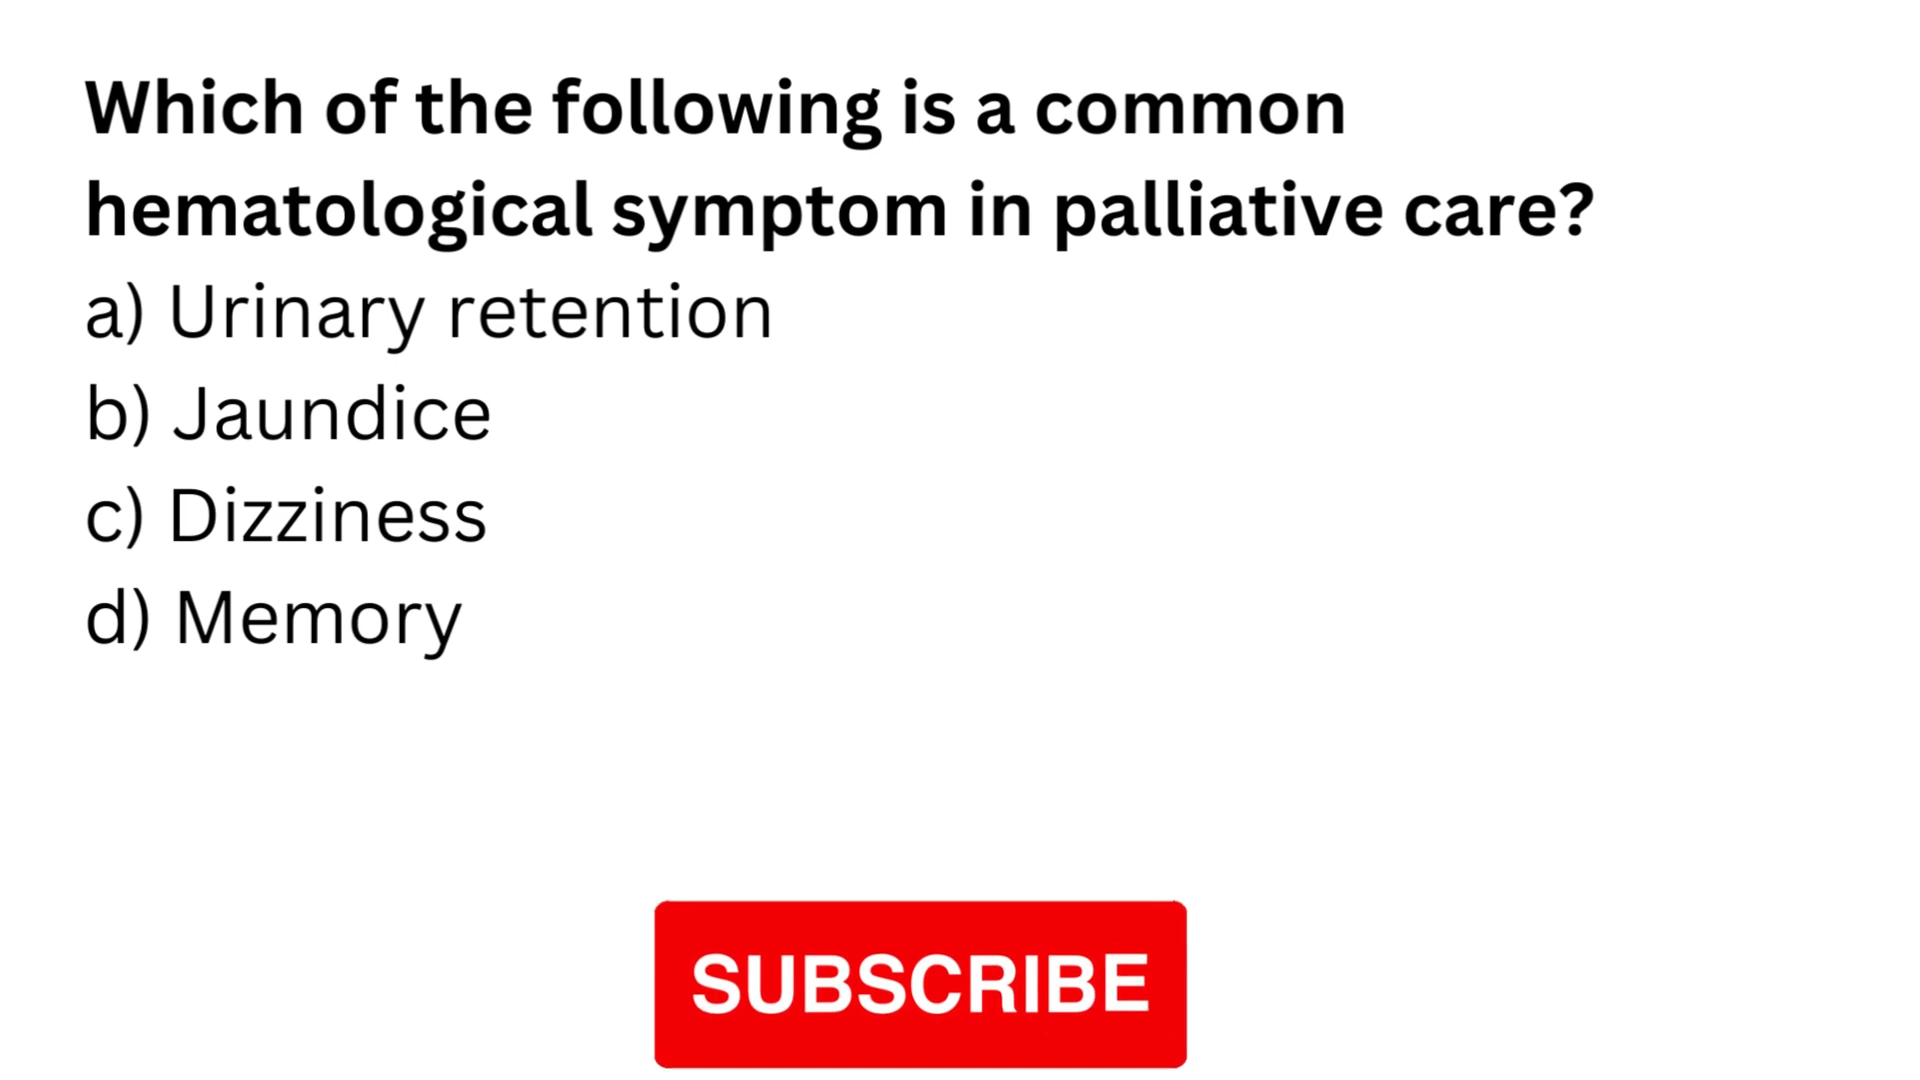 Which of the following is a common
hematological symptom in palliative care?
a) Urinary retention
b) Jaundice
c) Dizziness
d) Memory
SUBSCRIBE